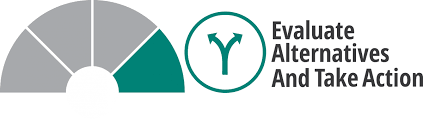 Evaluate
Alternatives
And Take Action